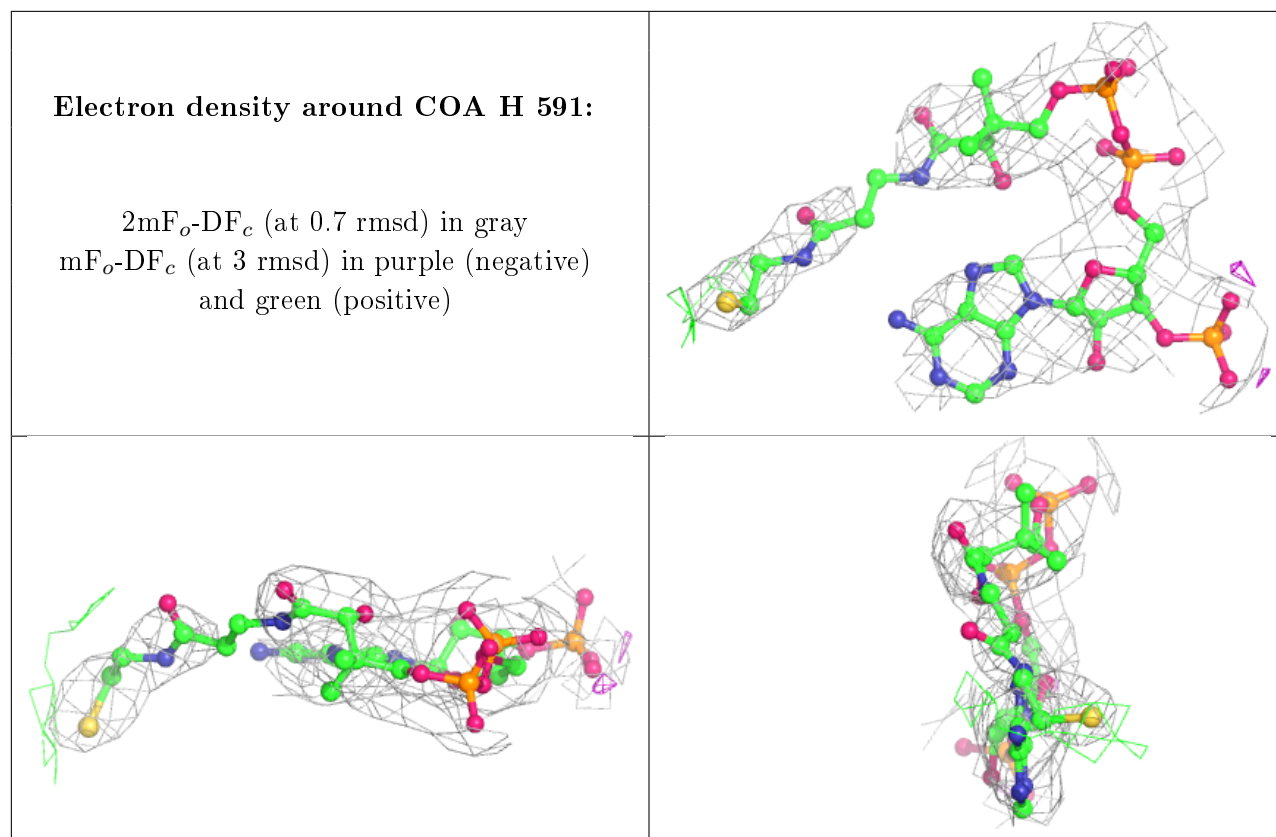 Electron density around COA H 591:
2mFo-DFc (at 0.7 rmsd) in gray
mFo-DFc (at 3 rmsd) in purple (negative)
and green (positive)